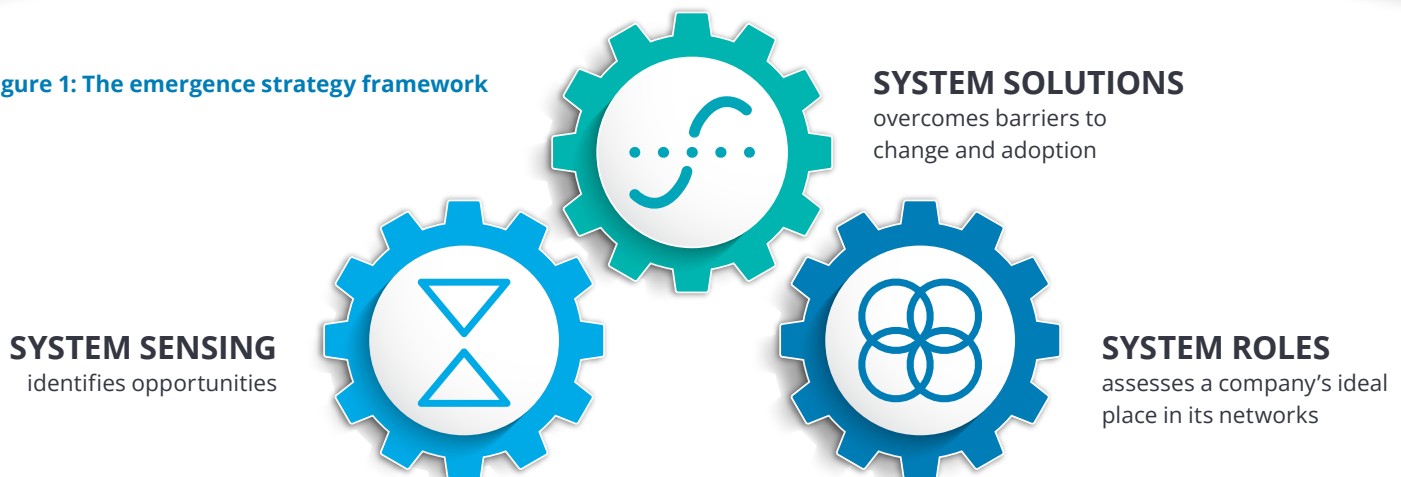 gure 1: The emergence strategy framework
SYSTEM SOLUTIONS
overcomes barriers to
change and adoption
SYSTEM SENSING
identifies opportunities
SYSTEM ROLES
assesses a company’s ideal
place in its networks